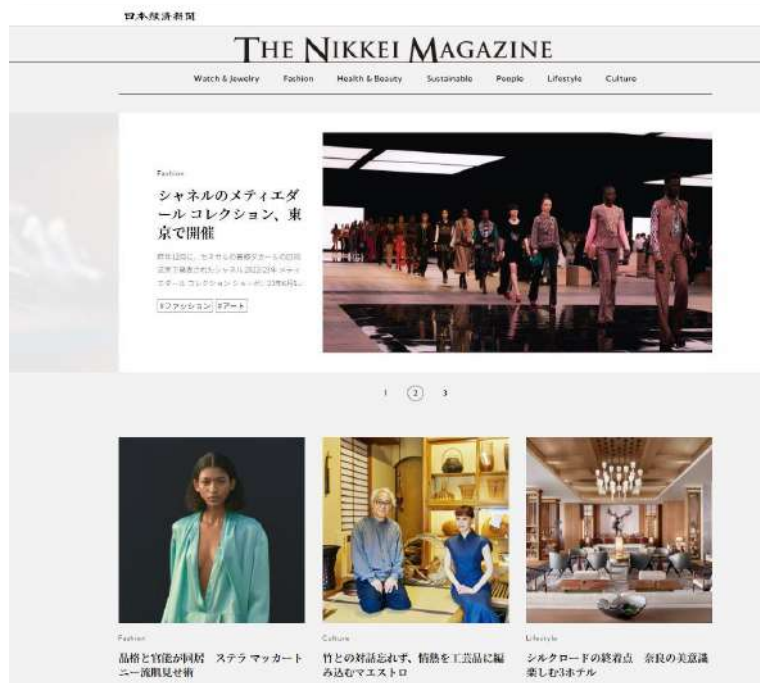 日本経済新聞
THE NIKKEI MAGAZINE
Watch & Jewelry Fashion Health & Beauty Sustainable People Lifestyle Culture
Fashion
シャネルのメティエダ
ール コレクション、東
京で開催
#ファッション #アート
1 2 3
Fashion
品格と官能が同居 ステラ マッカート
ニー流肌見せ術
Culture
竹との対話忘れず、情熱を工芸品に編
み込むマエストロ
Lifestyle
シルクロードの終着点 奈良の美意識
楽しむ3ホテル